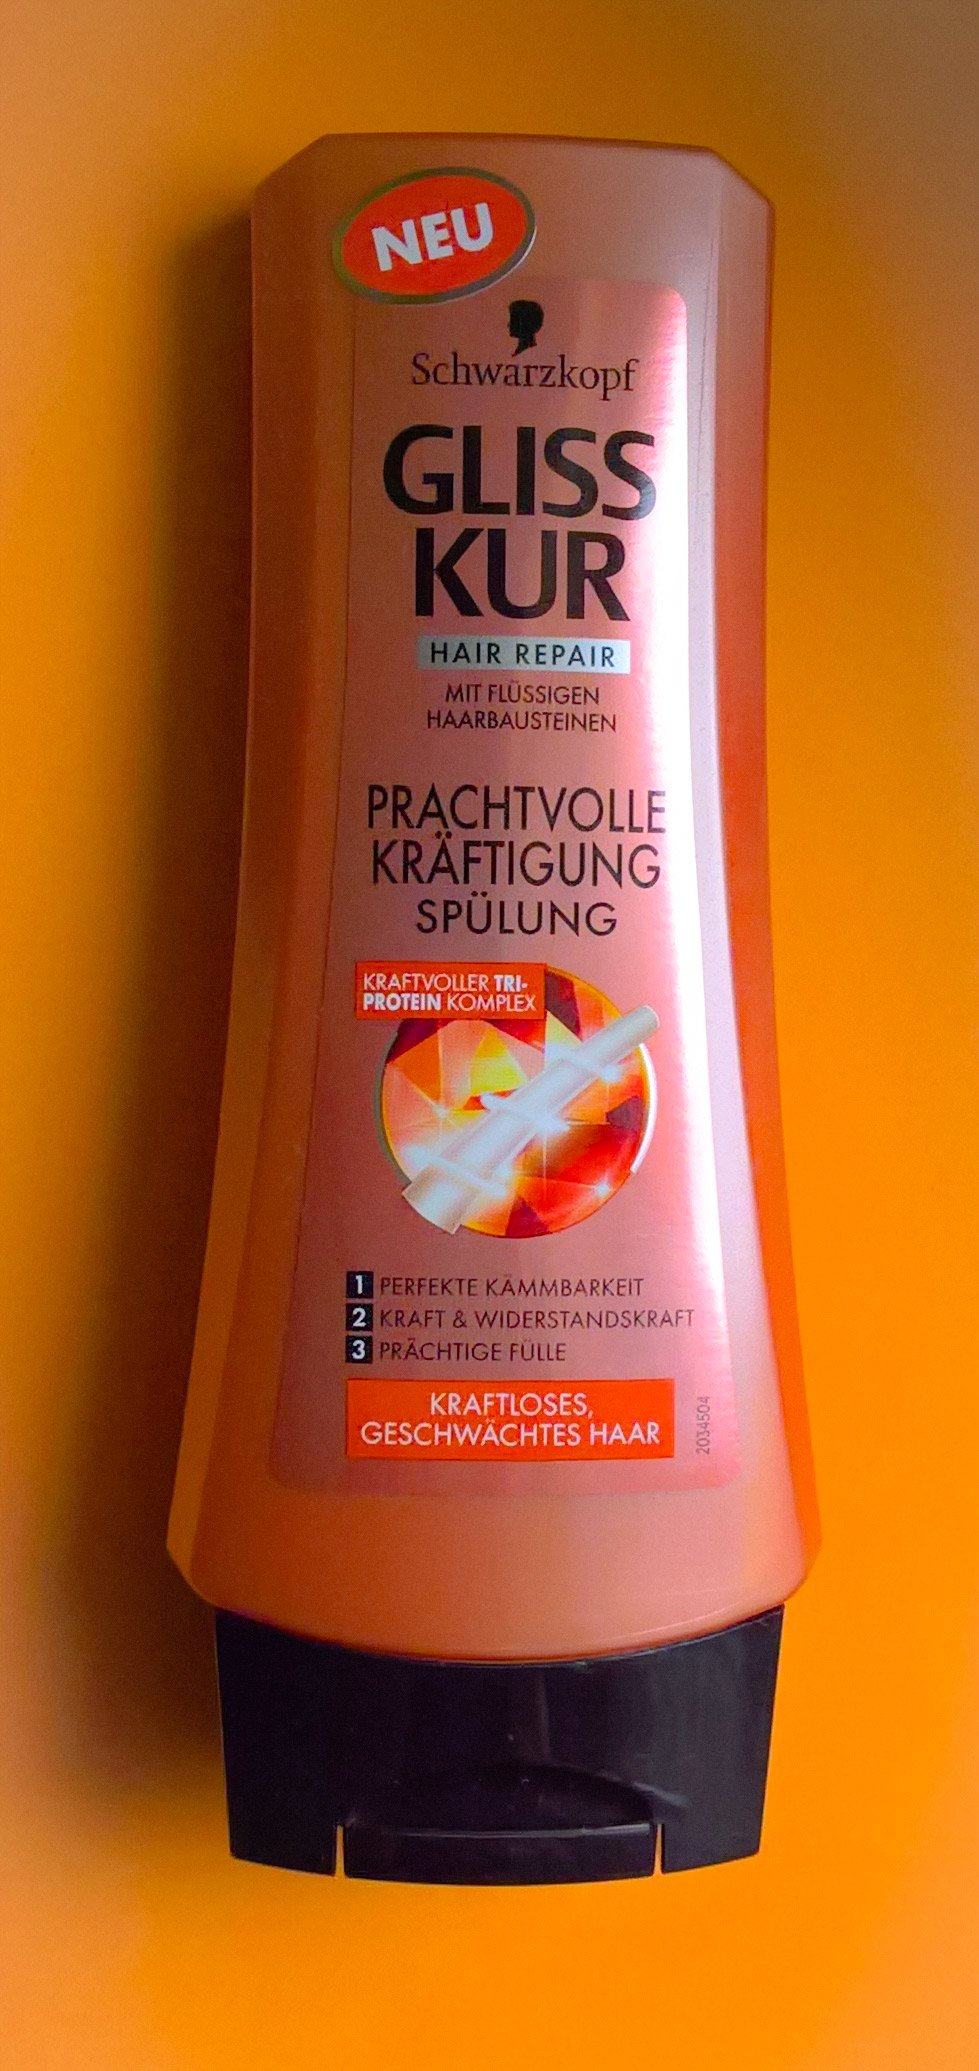 NEU
Schwarzkopf
GLISS
KUR
HAIR REPAIR
MIT FLÜSSIGEN
HAARBAUSTEINEN
PRACHTVOLLE
KRÄFTIGUNG
SPÜLUNG
KRAFTVOLLER TRI-
PROTEIN KOMPLEX
1 PERFEKTE KÄMMBARKEIT
2 KRAFT & WIDERSTANDSKRAFT
3 PRÄCHTIGE FÜLLE
KRAFTLOSES,
GESCHWÄCHTES HAAR
2034504